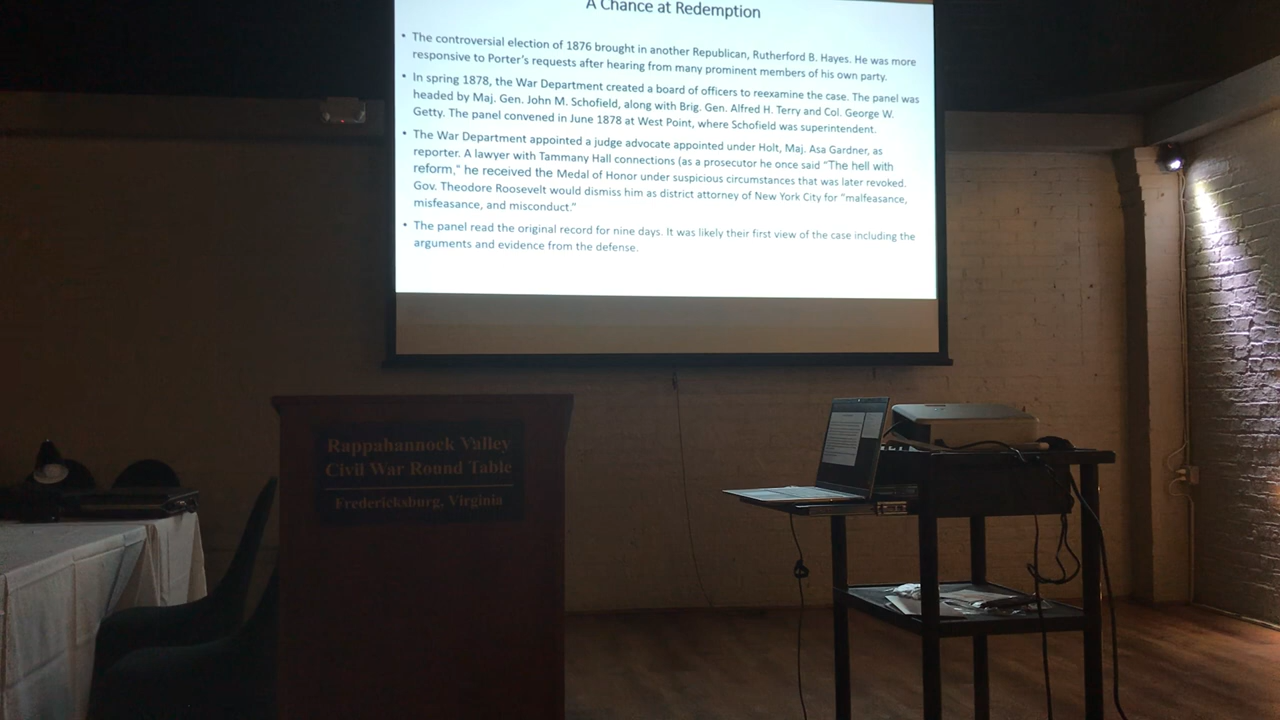 A Chance at Redemption
• The controversial election of 1876 brought in another Republican, Rutherford B. Hayes. He was more
responsive to Porter's requests after hearing from many prominent members of his own party.
• In spring 1878, the War Department created a board of officers to reexamine the case. The panel was
headed by Maj. Gen. John M. Schofield, along with Brig. Gen. Alfred H. Terry and Col. George W.
Getty. The panel convened in June 1878 at West Point, where Schofield was superintendent.
• The War Department appointed a judge advocate appointed under Holt, Maj. Asa Gardner, as
reporter. A lawyer with Tammany Hall connections (as a prosecutor he once said "The hell with
reform," he received the Medal of Honor under suspicious circumstances that was later revoked.
Gov. Theodore Roosevelt would dismiss him as district attorney of New York City for "malfeasance,
misfeasance, and misconduct."
• The panel read the original record for nine days. It was likely their first view of the case including the
arguments and evidence from the defense.
Rappahannock Valley
Civil War Round Table
Fredericksburg, Virginia